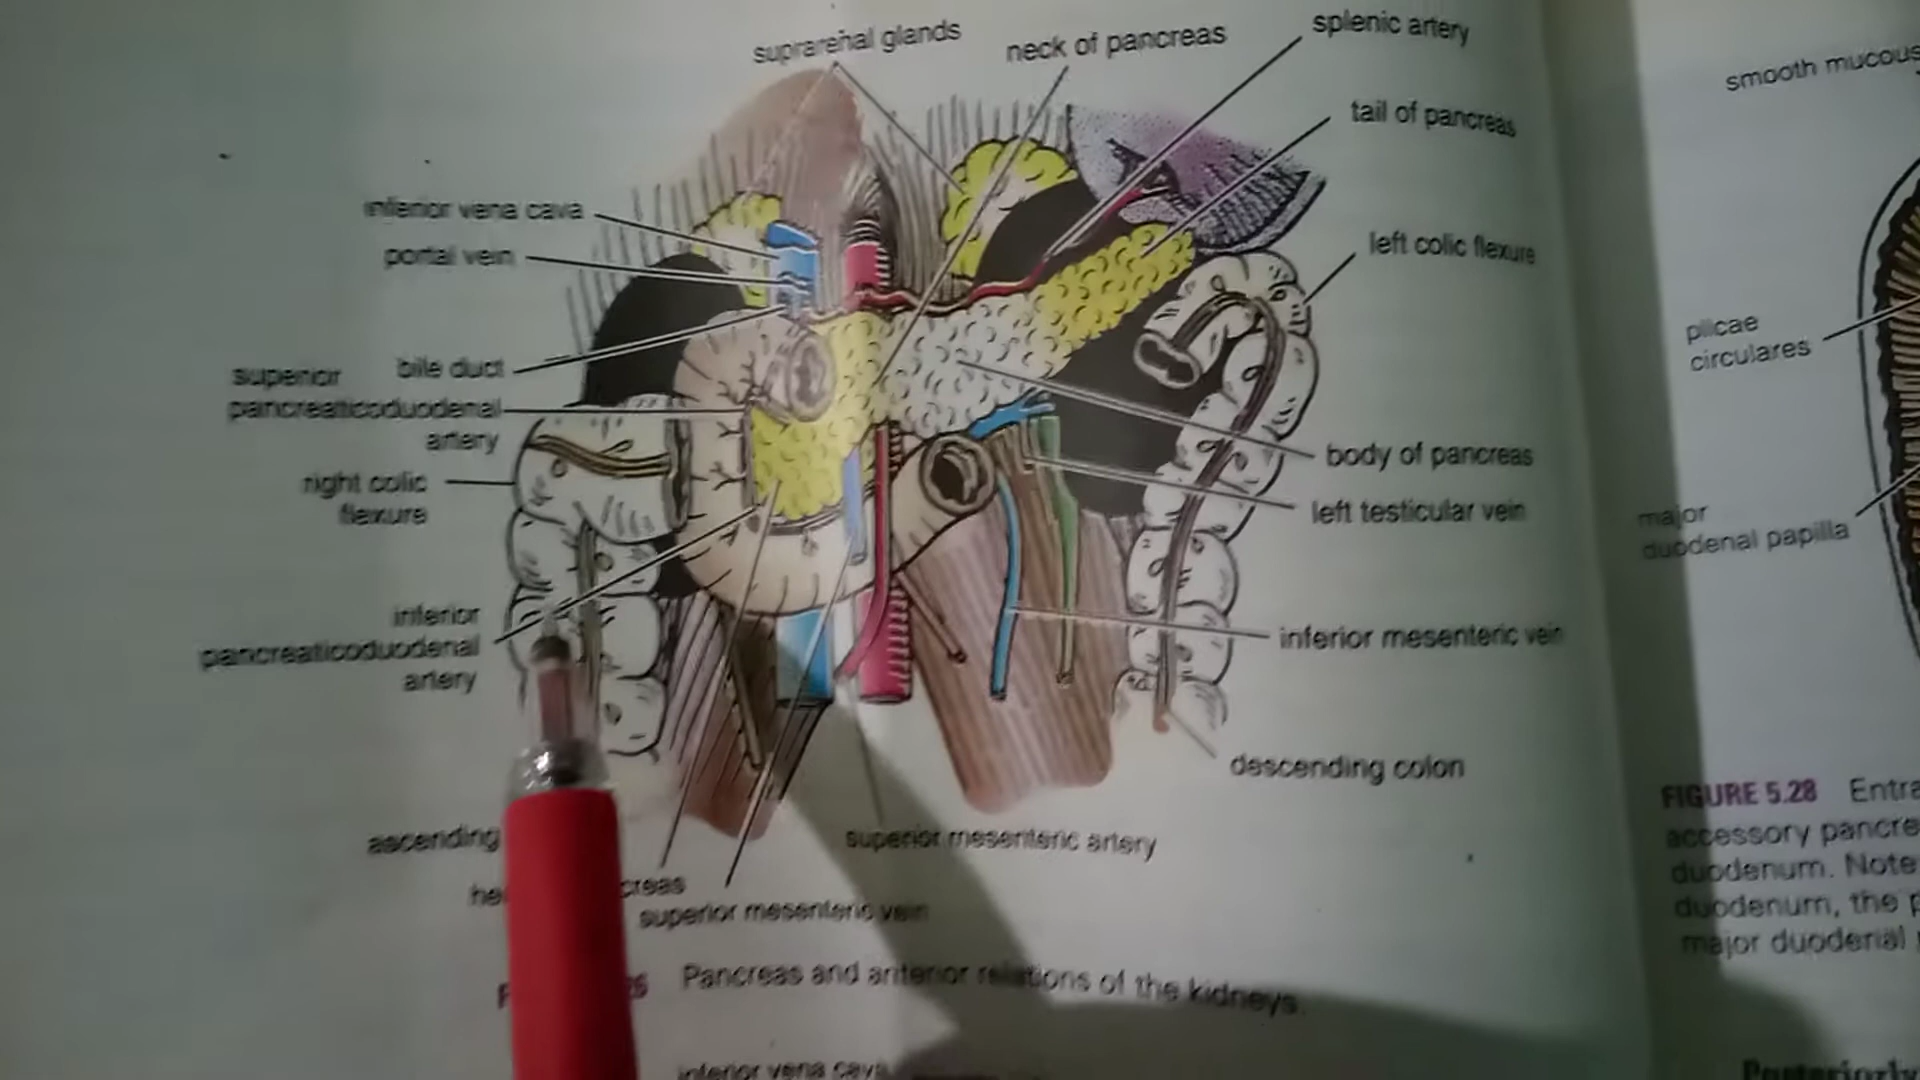 suprarenal glands
neck of pancreas
splenic artery
tail of pancreas
inferior vena cava
portal vein
left colic flexure
bile duct
superior
pancreaticoduodenal
artery
right colic
flexure
body of pancreas
left testicular vein
inferior
pancreaticoduodenal
artery
inferior mesenteric vein
descending colon
ascending
superior mesenteric artery
superior mesenteric vein
Pancreas and anterior relations of the kidneys.
inferior vena cava
smooth mucous
plicae
circulares
major
duodenal papilla
FIGURE 5.28 Entra
accessory pancre
duodenum. Note
duodenum, the p
major duodenal
Posteriorly